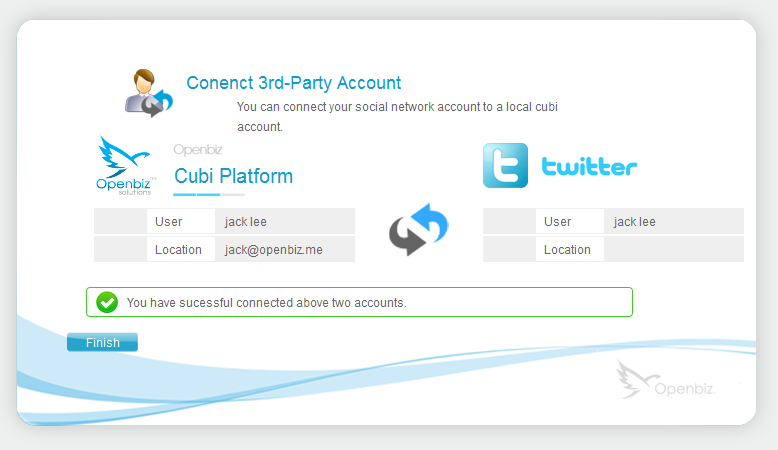 Conenct 3rd-Party Account
You can connect your social network account to a local cubi
account.
Openbiz
Cubi Platform
Openbiz™
solutions
t
twitter
User jack lee
Location jack@openbiz.me
User jack lee
Location
You have sucessful connected above two accounts.
Finish
Openbiz.